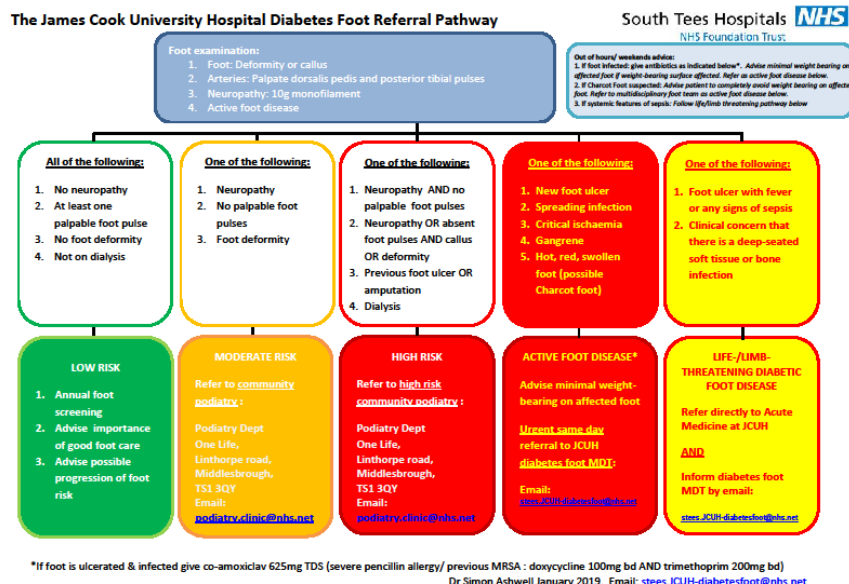 The James Cook University Hospital Diabetes Foot Referral Pathway
South Tees Hospitals NHS
NHS Foundation Trust
Foot examination:
1. Foot: Deformity or callus
2. Arteries: Palpate dorsalis pedis and posterior tibial pulses
3. Neuropathy: 10g monofilament
4. Active foot disease
Out of hours/ weekends advice:
1. If foot infected: give antibiotics as indicated below*. Advise minimal weight bearing on
affected foot if weight-bearing surface affected. Refer as active foot disease below.
2. If Charcot Foot suspected: Advise patient to completely avoid weight bearing on affected
foot. Refer to multidisciplinary foot team as active foot disease below.
3. If systemic features of sepsis: Follow life/limb threatening pathway below
All of the following:
1. No neuropathy
2. At least one
palpable foot pulse
3. No foot deformity
4. Not on dialysis
One of the following:
1. Neuropathy
2. No palpable foot
pulses
3. Foot deformity
One of the following:
1. Neuropathy AND no
palpable foot pulses
2. Neuropathy OR absent
foot pulses AND callus
OR deformity
3. Previous foot ulcer OR
amputation
4. Dialysis
One of the following:
1. New foot ulcer
2. Spreading infection
3. Critical ischaemia
4. Gangrene
5. Hot, red, swollen
foot (possible
Charcot foot)
One of the following:
1. Foot ulcer with fever
or any signs of sepsis
2. Clinical concern that
there is a deep-seated
soft tissue or bone
infection
LOW RISK
1. Annual foot
screening
2. Advise importance
of good foot care
3. Advise possible
progression of foot
risk
MODERATE RISK
Refer to community
podiatry :
Podiatry Dept
One Life,
Linthorpe road,
Middlesbrough,
TS1 3QY
Email:
podiatry.clinic@nhs.net
HIGH RISK
Refer to high risk
community podiatry :
Podiatry Dept
One Life,
Linthorpe road,
Middlesbrough,
TS1 3QY
Email:
podiatry.clinic@nhs.net
ACTIVE FOOT DISEASE*
Advise minimal weight-
bearing on affected foot
Urgent same day
referral to JCUH
diabetes foot MDT:
Email:
stees.JCUH-diabetesfoot@nhs.net
LIFE-/LIMB-
THREATENING DIABETIC
FOOT DISEASE
Refer directly to Acute
Medicine at JCUH
AND
Inform diabetes foot
MDT by email:
stees.JCUH-diabetesfoot@nhs.net
*If foot is ulcerated & infected give co-amoxiclav 625mg TDS (severe pencillin allergy/ previous MRSA : doxycycline 100mg bd AND trimethoprim 200mg bd)
Dr Simon Ashwell January 2019 Email: stees.JCUH-diabetesfoot@nhs.net